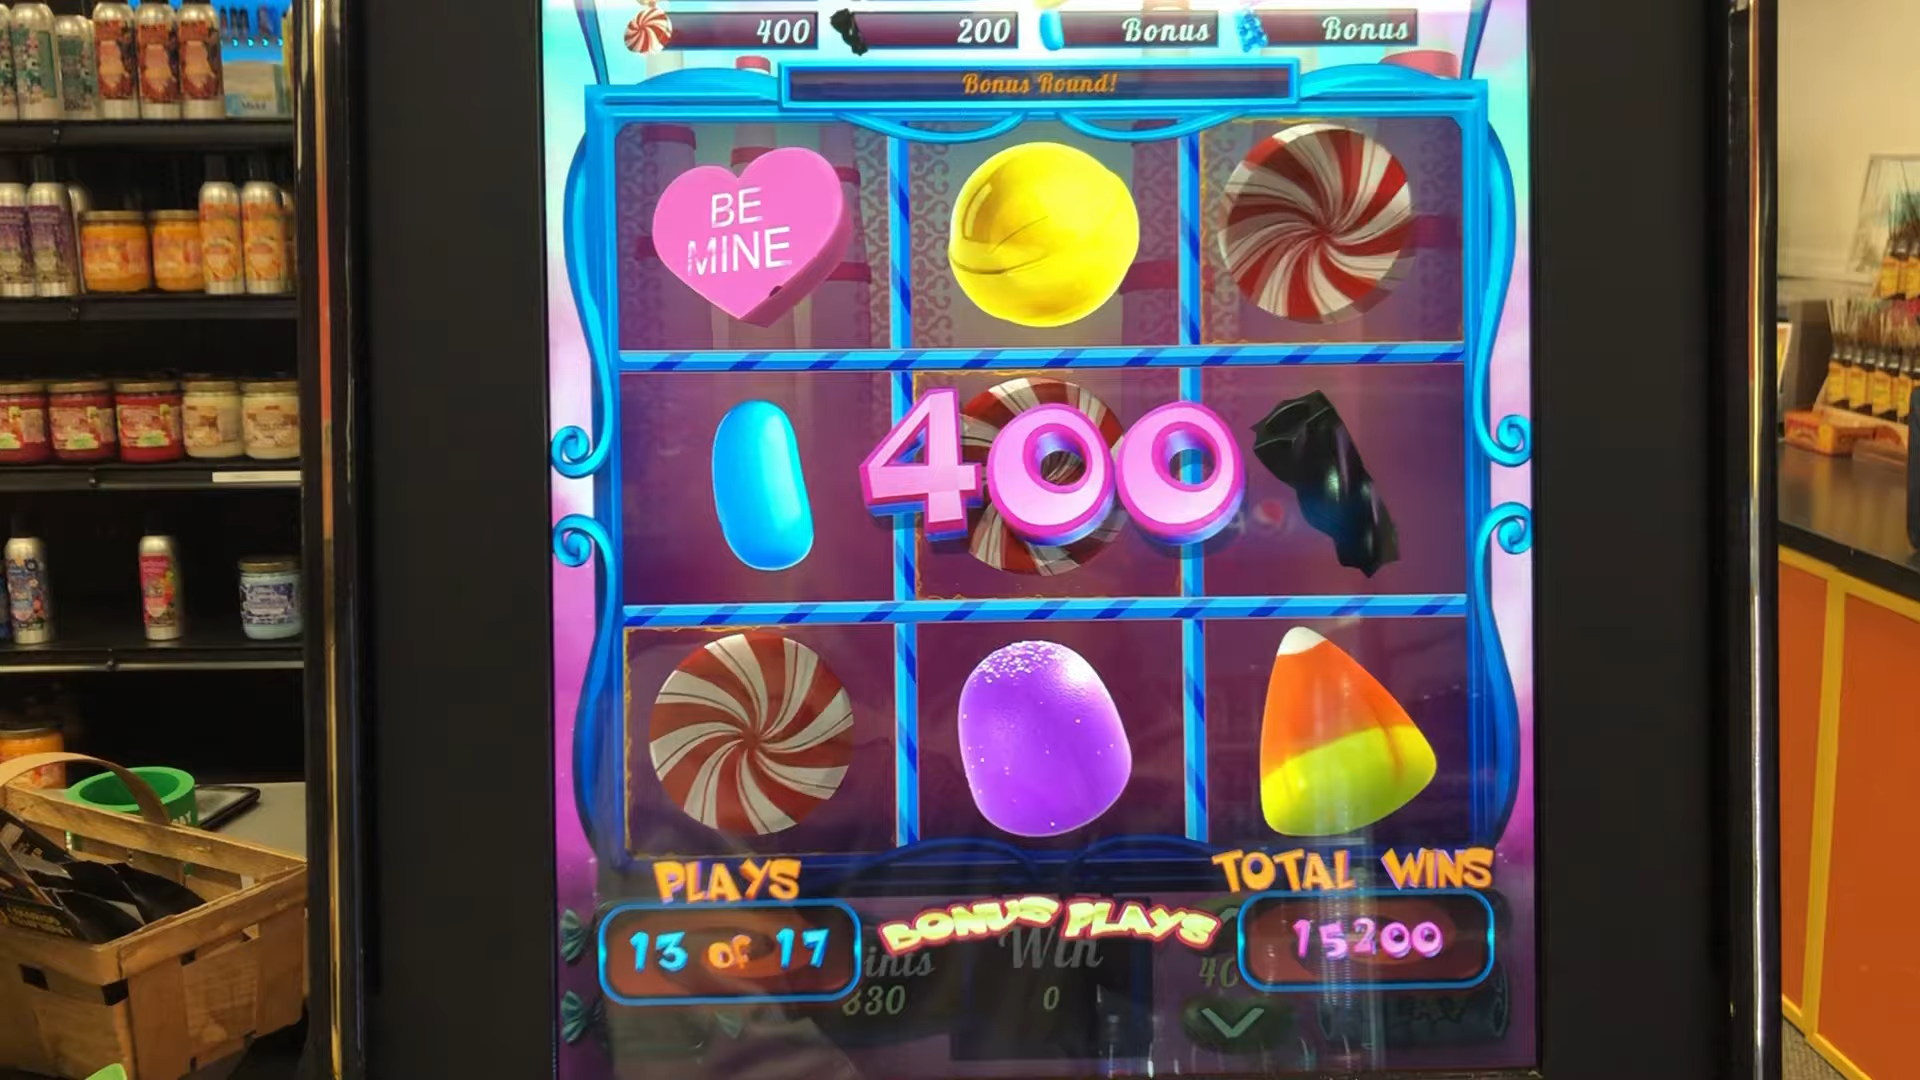 400
200
Bonus
Bonus
Bonus Round!
BE
MINE
400
PLAYS
13 of 17
BONUS PLAYS
TOTAL WINS
15200
Win
0